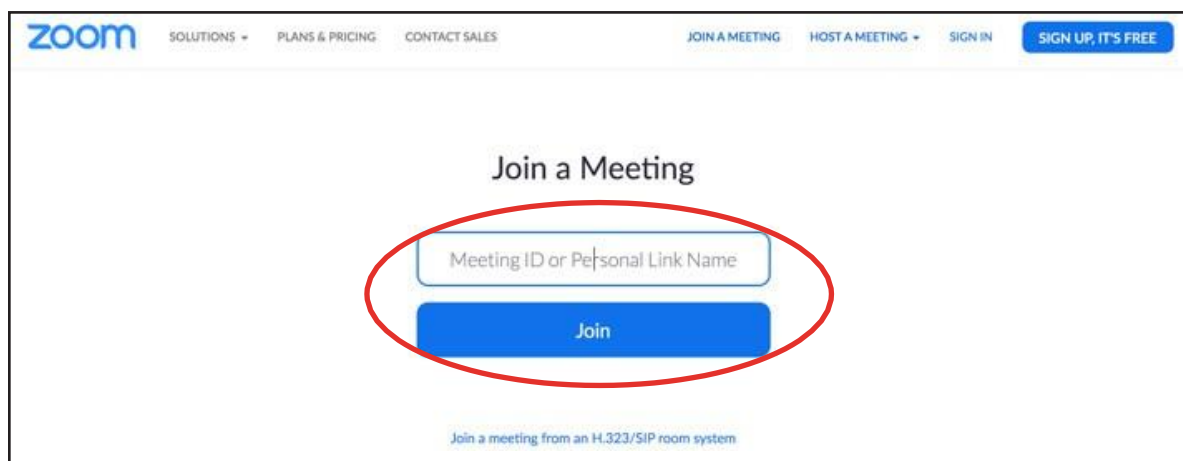 zoom SOLUTIONS PLANS & PRICING CONTACT SALES JOIN A MEETING HOST A MEETING SIGN IN SIGN UP, IT'S FREE
Join a Meeting
Meeting ID or Personal Link Name
Join
Join a meeting from an H.323/SIP room system